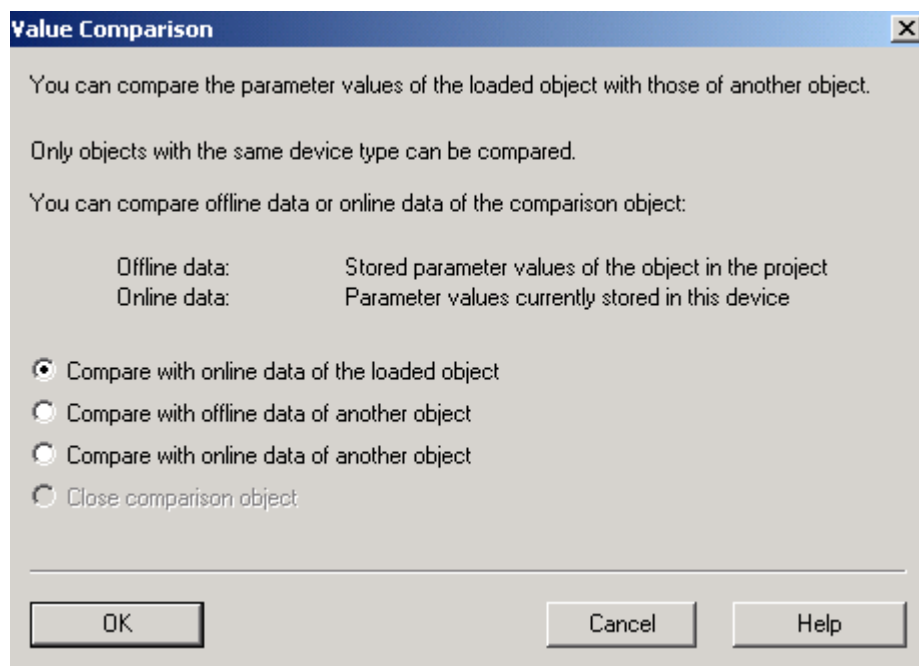 Value Comparison
You can compare the parameter values of the loaded object with those of another object.
Only objects with the same device type can be compared.
You can compare offline data or online data of the comparison object:
Offline data: Stored parameter values of the object in the project
Online data: Parameter values currently stored in this device
Compare with online data of the loaded object
Compare with offline data of another object
Compare with online data of another object
Close comparison object
OK Cancel Help